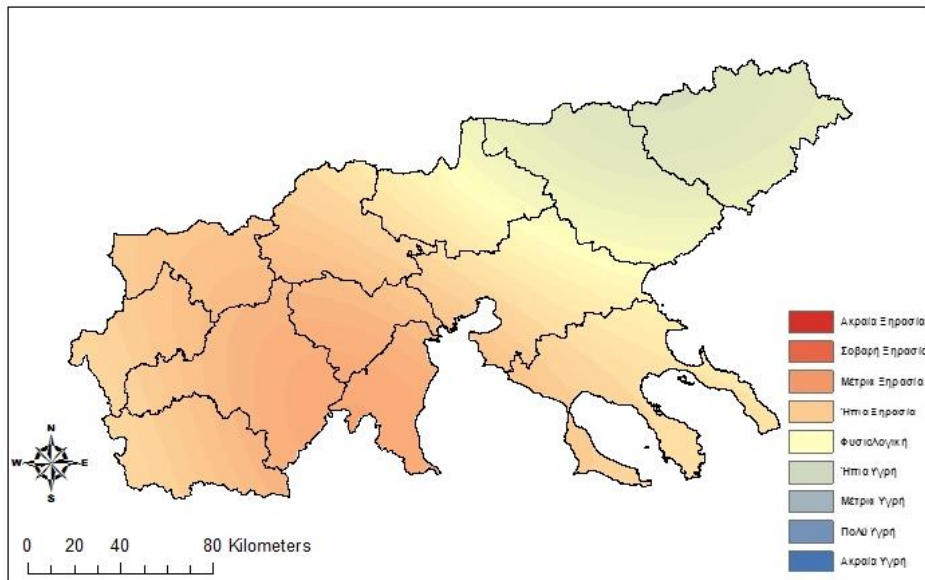 Ακραία Ξηρασία
Σοβαρή Ξηρασία
Μέτρια Ξηρασία
Ήπια Ξηρασία
Φυσιολογική
Ήπια Υγρή
Μέτρια Υγρή
Πολύ Υγρή
Ακραία Υγρή
N
W E
S
0 20 40 80 Kilometers